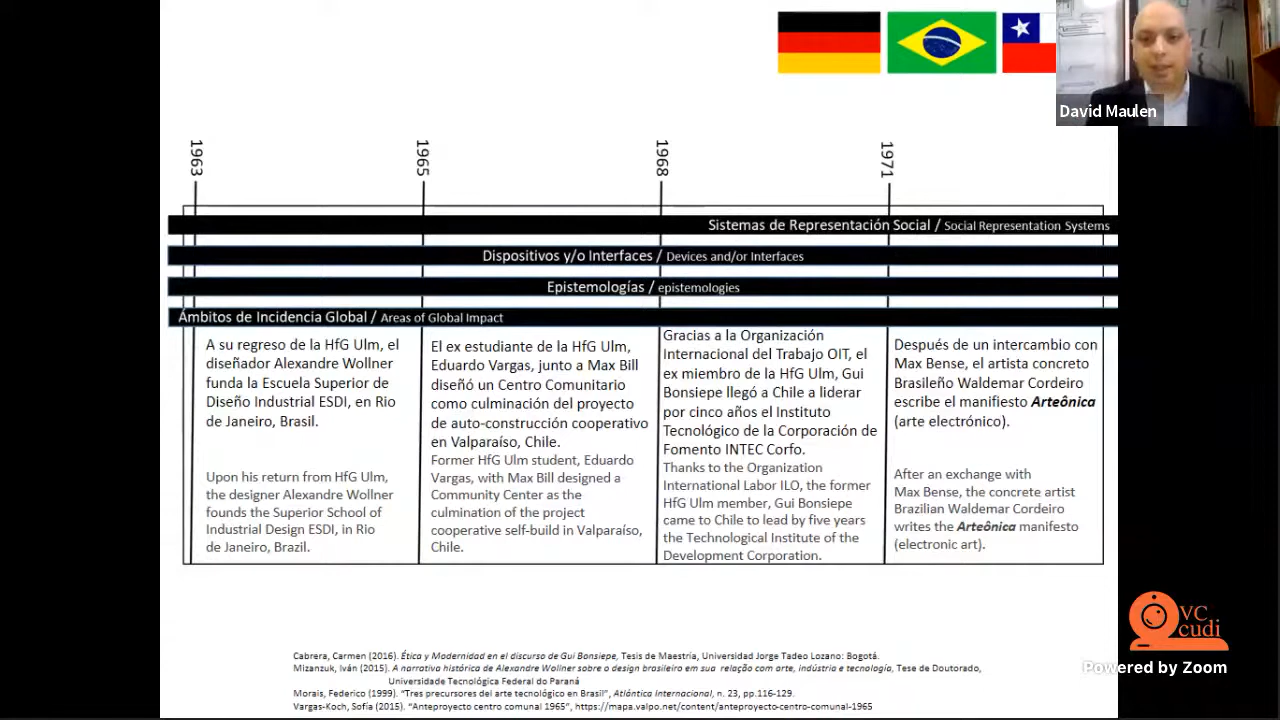 David Maulen
1963
1965
1968
1971
Sistemas de Representación Social / Social Representation Systems
Dispositivos y/o Interfaces / Devices and/or Interfaces
Epistemologías / epistemologies
Ámbitos de Incidencia Global / Areas of Global Impact
A su regreso de la HfG Ulm, el
diseñador Alexandre Wollner
funda la Escuela Superior de
Diseño Industrial ESDI, en Rio
de Janeiro, Brasil.
Upon his return from HfG Ulm,
the designer Alexandre Wollner
founds the Superior School of
Industrial Design ESDI, in Rio
de Janeiro, Brazil.
El ex estudiante de la HfG Ulm,
Eduardo Vargas, junto a Max Bill
diseñó un Centro Comunitario
como culminación del proyecto
de auto-construcción cooperativo
en Valparaíso, Chile.
Former HfG Ulm student, Eduardo
Vargas, with Max Bill designed a
Community Center as the
culmination of the project
cooperative self-build in Valparaíso,
Chile.
Gracias a la Organización
Internacional del Trabajo OIT, el
ex miembro de la HfG Ulm, Gui
Bonsiepe llegó a Chile a liderar
por cinco años el Instituto
Tecnológico de la Corporación de
Fomento INTEC Corfo.
Thanks to the Organization
International Labor ILO, the former
HfG Ulm member, Gui Bonsiepe
came to Chile to lead by five years
the Technological Institute of the
Development Corporation.
Después de un intercambio con
Max Bense, el artista concreto
Brasileño Waldemar Cordeiro
escribe el manifiesto Arteônica
(arte electrónico).
After an exchange with
Max Bense, the concrete artist
Brazilian Waldemar Cordeiro
writes the Arteônica manifesto
(electronic art).
Cabrera, Carmen (2016). Ética y Modernidad en el discurso de Gui Bonsiepe, Tesis de Maestría, Universidad Jorge Tadeo Lozano: Bogotá.
Mizanzuk, Iván (2015). A narrativa histórica de Alexandre Wollner sobre o design brasileiro em sua relação com arte, indústria e tecnologia, Tese de Doutorado,
Universidade Tecnológica Federal do Paraná
Morais, Federico (1999). "Tres precursores del arte tecnológico en Brasil", Atlántica Internacional, n. 23, pp.116-129.
Vargas-Koch, Sofía (2015). "Anteproyecto centro comunal 1965", https://mapa.valpo.net/content/anteproyecto-centro-comunal-1965
VC
cudi
Powered by Zoom